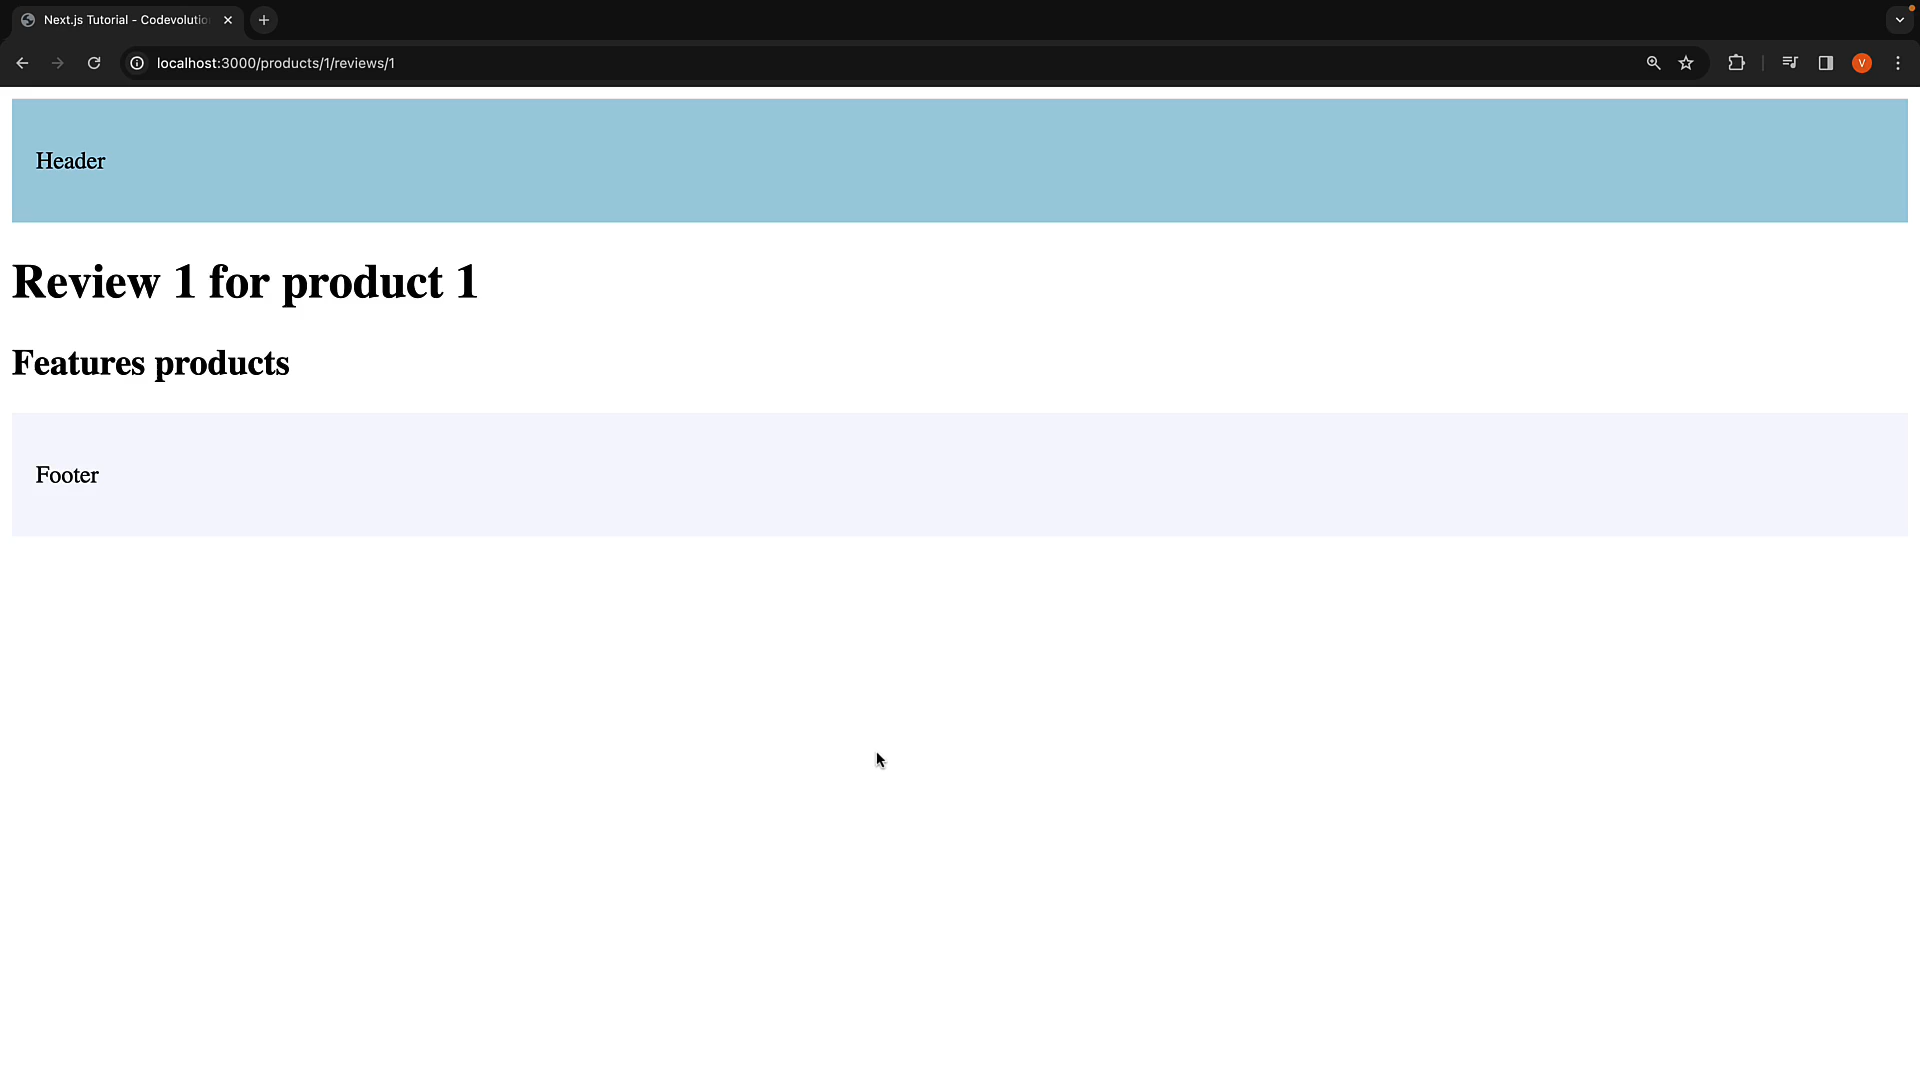 Next.js Tutorial - Codevolutio
localhost:3000/products/1/reviews/1
V
Header
Review 1 for product 1
Features products
Footer